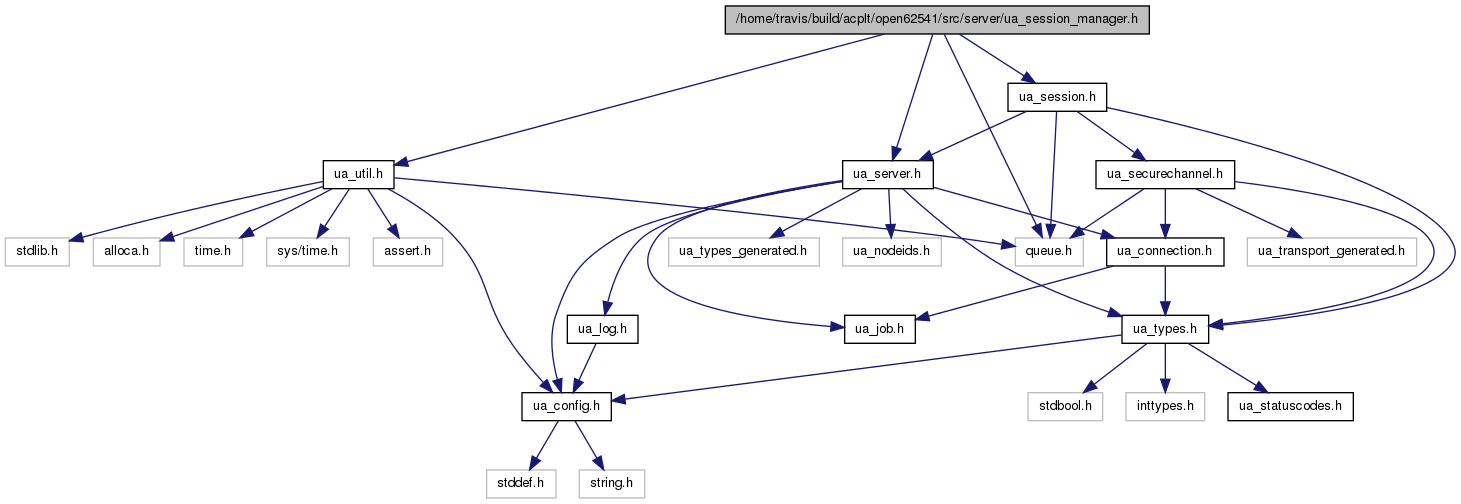 /home/travis/build/acplt/open62541/src/server/ua_session_manager.h
ua_session.h
ua_util.h
ua_server.h
ua_securechannel.h
stdlib.h
alloca.h
time.h
sys/time.h
assert.h
ua_types_generated.h
ua_nodeids.h
queue.h
ua_connection.h
ua_transport_generated.h
ua_log.h
ua_job.h
ua_types.h
ua_config.h
stdbool.h
inttypes.h
ua_statuscodes.h
stddef.h
string.h